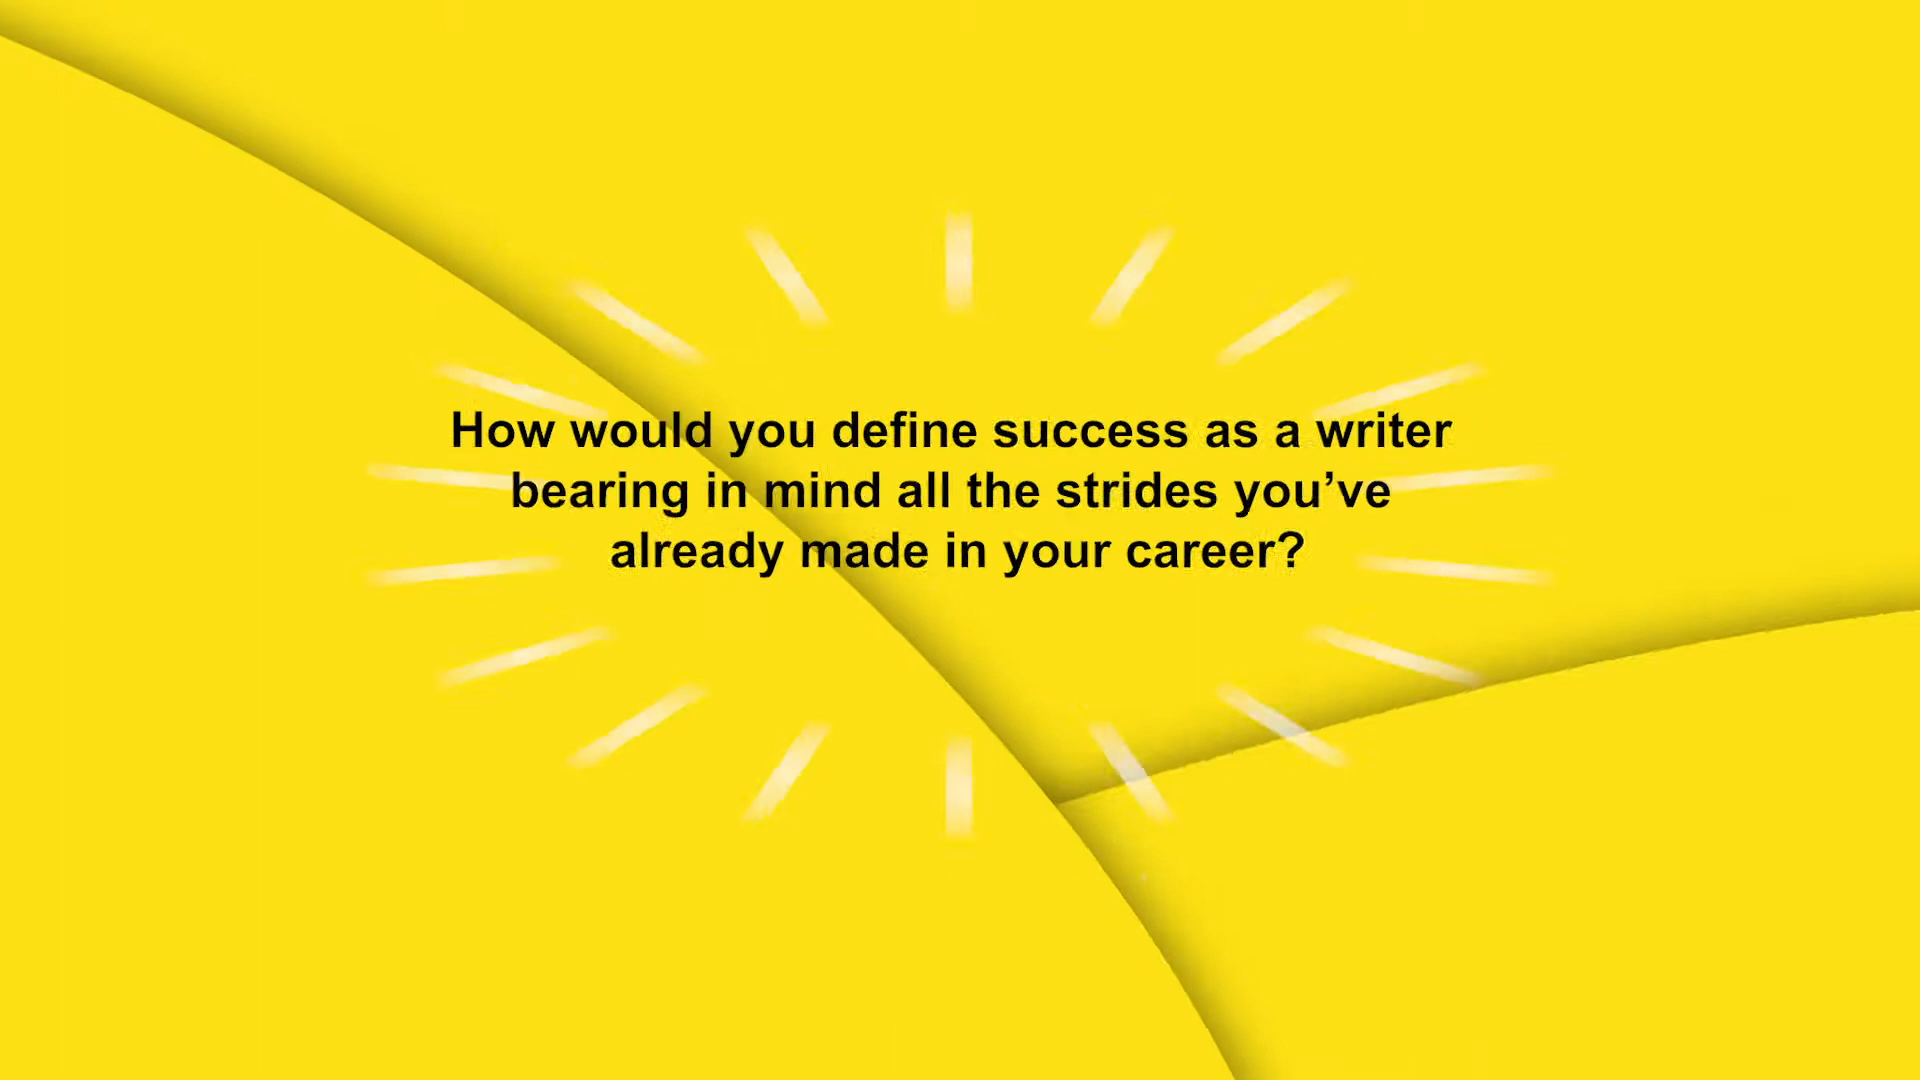 How would you define success as a writer
bearing in mind all the strides you’ve
already made in your career?